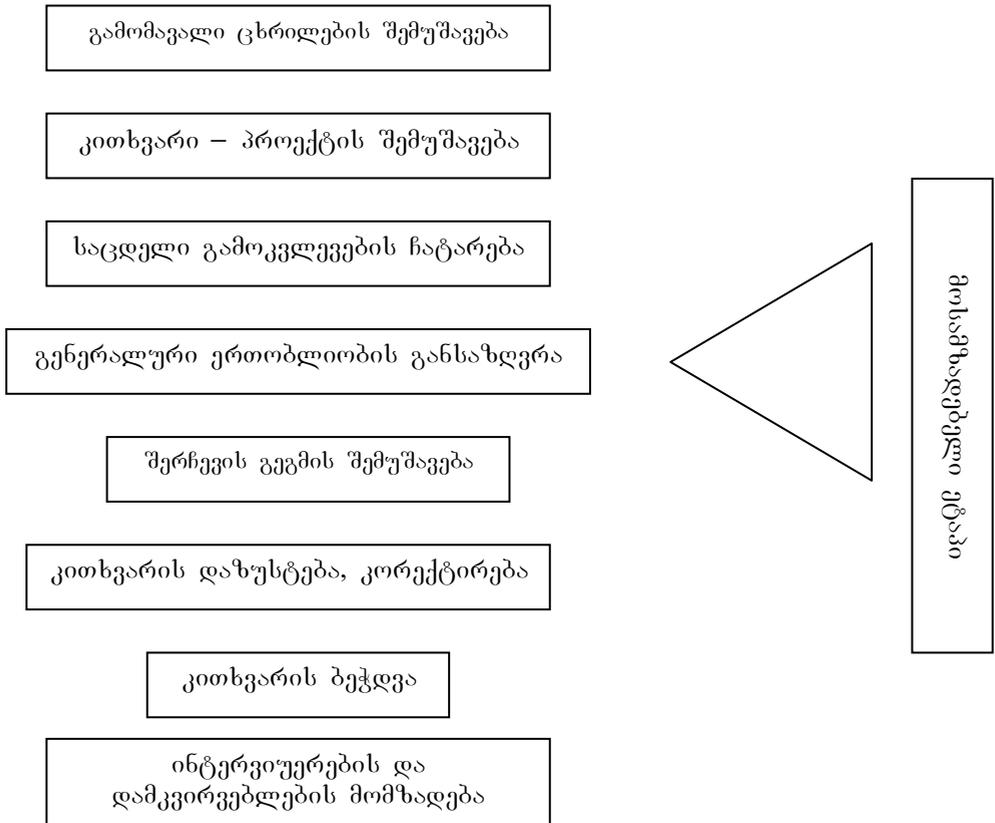 გამომავალი ცხრილების შემუშავება
კითხვარი – პროექტის შემუშავება
საცდელი გამოკვლევების ჩატარება
გენერალური ერთობლიობის განსაზღვრა
შერჩევის გეგმის შემუშავება
კითხვარის დაზუსტება, კორექტირება
კითხვარის ბეჭდვა
ინტერვიუერების და
დამკვირვებლების მომზადება
მოსამზადებელი ეტაპი